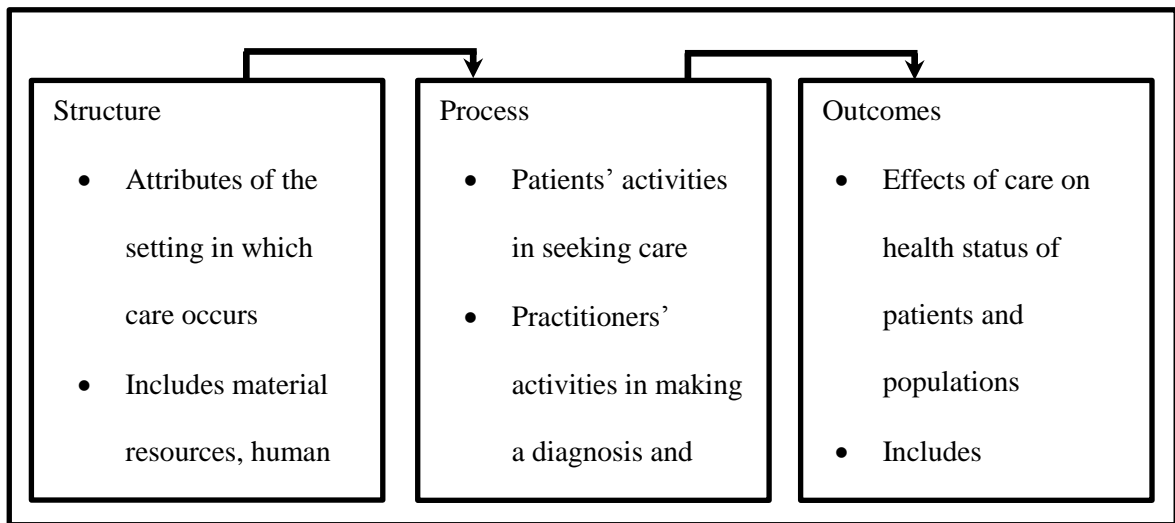 Structure
• Attributes of the
setting in which
care occurs
• Includes material
resources, human
Process
• Patients’ activities
in seeking care
• Practitioners’
activities in making
a diagnosis and
Outcomes
• Effects of care on
health status of
patients and
populations
• Includes